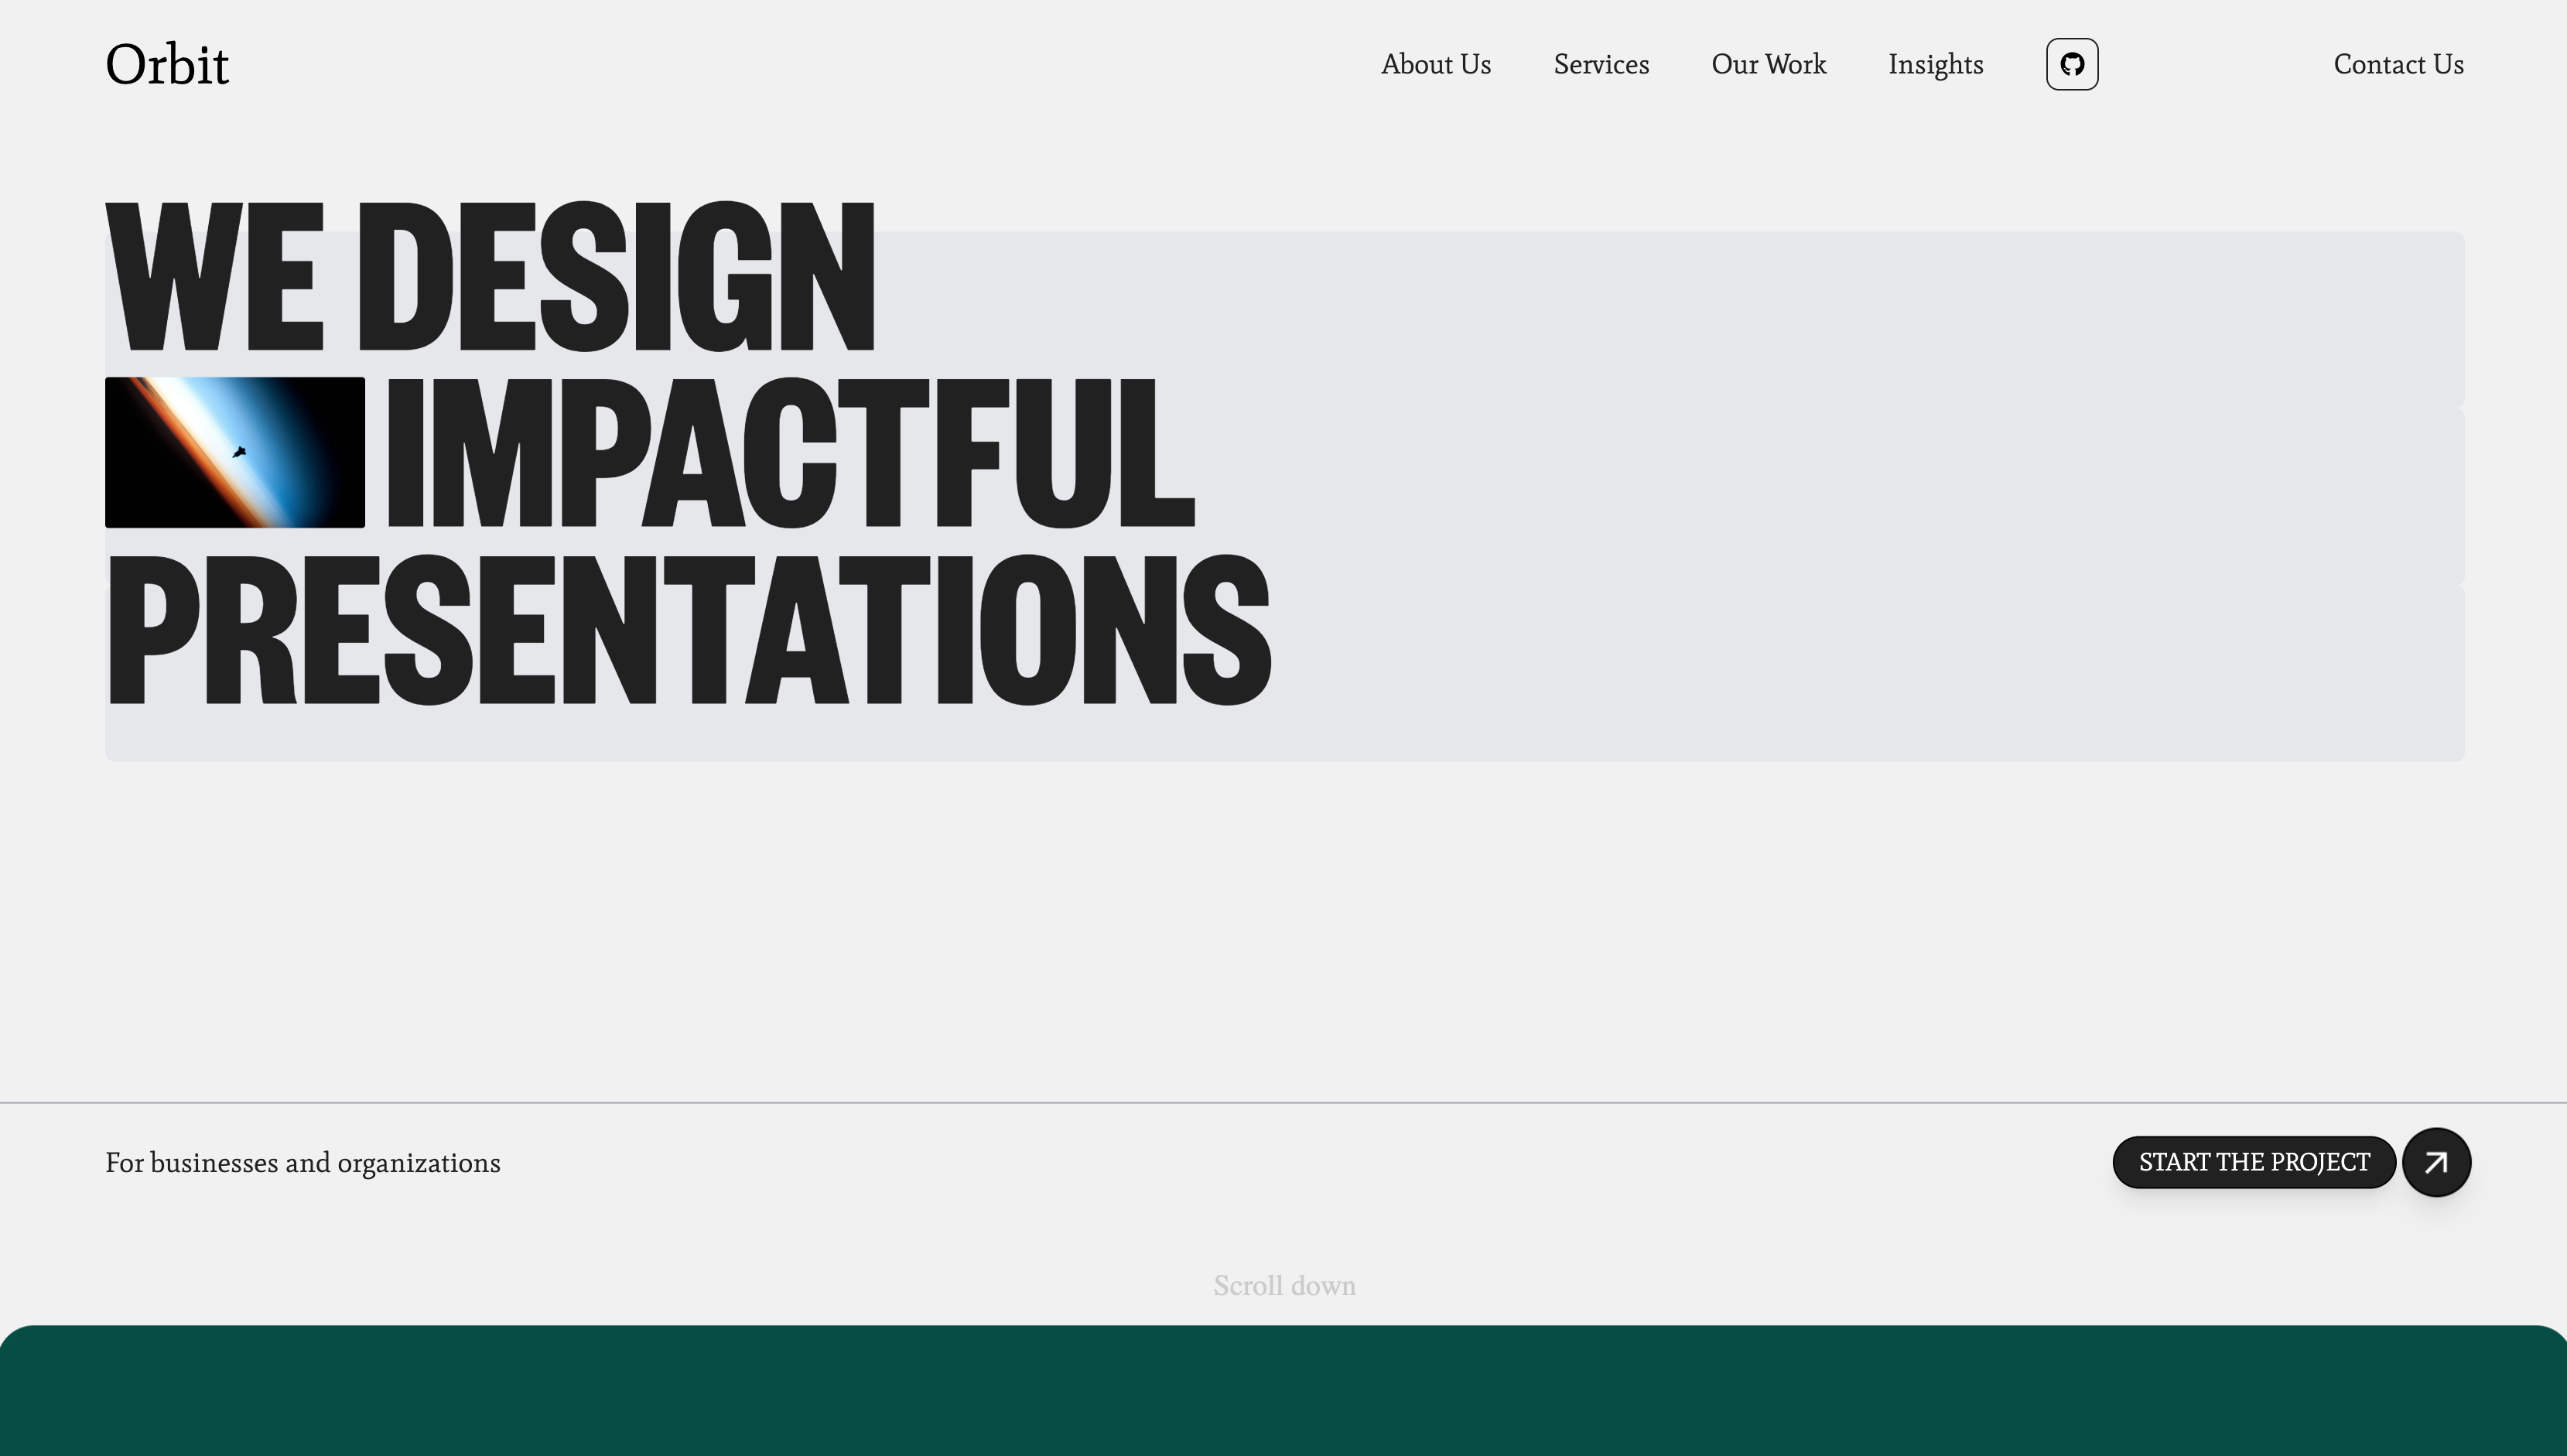 Orbit
About Us Services Our Work Insights Contact Us
WE DESIGN
IMPACTFUL
PRESENTATIONS
For businesses and organizations
START THE PROJECT
Scroll down